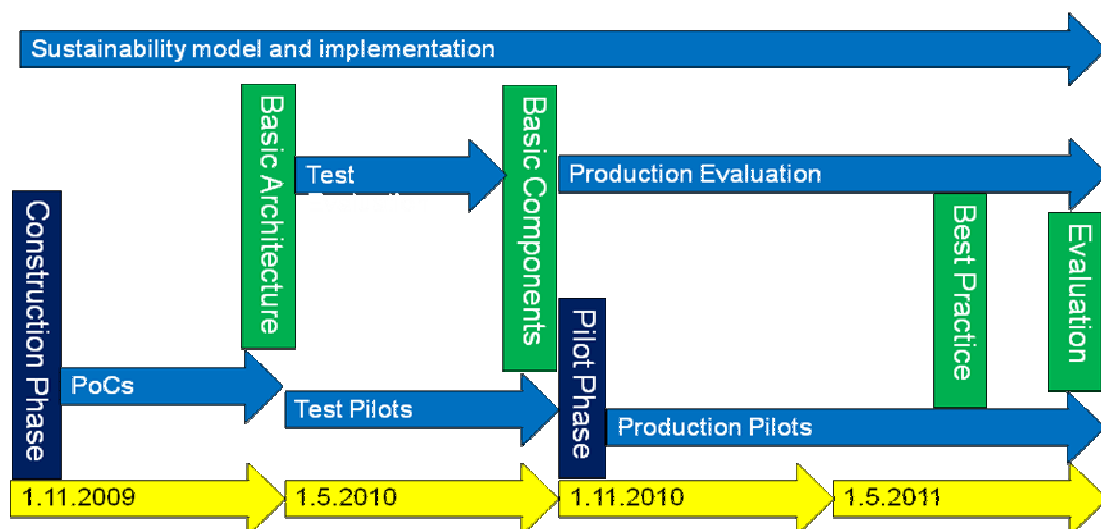 Sustainability model and implementation
Basic Architecture
Basic Components
Test
Production Evaluation
Construction Phase
Best Practice
Evaluation
Pilot Phase
PoCs
Test Pilots
Production Pilots
1.11.2009
1.5.2010
1.11.2010
1.5.2011